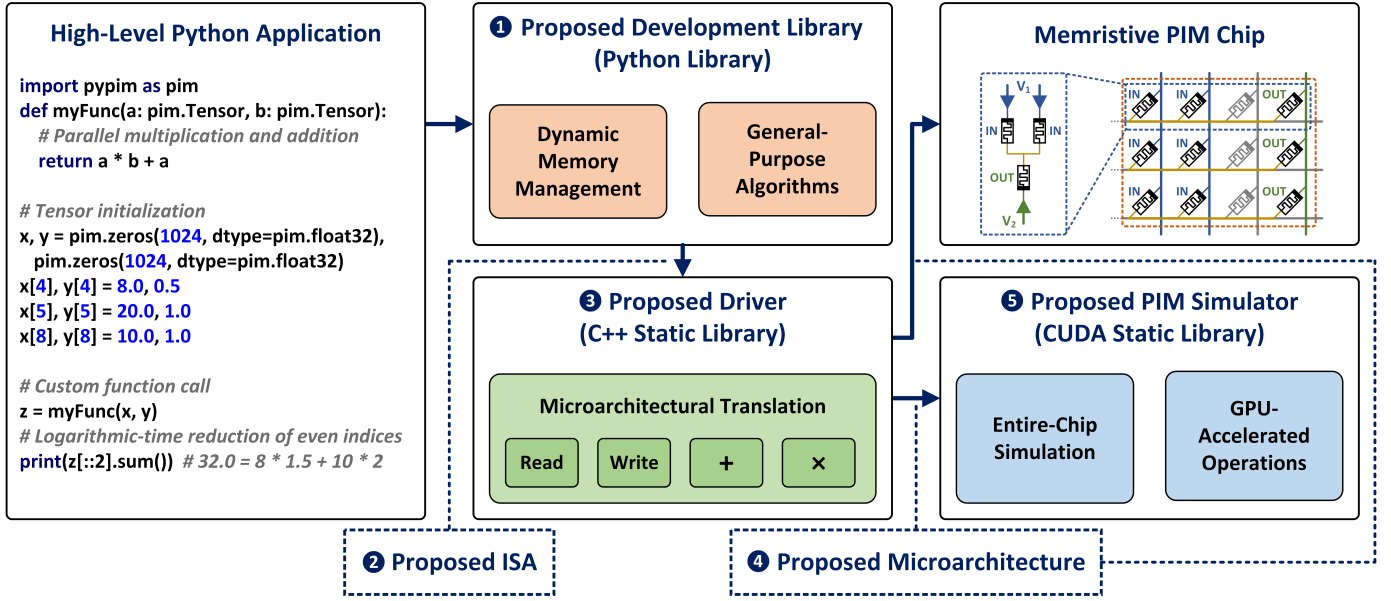 High-Level Python Application
import pypim as pim
def myFunc(a: pim.Tensor, b: pim.Tensor):
# Parallel multiplication and addition
return a * b + a
# Tensor initialization
x, y = pim.zeros(1024, dtype=pim.float32),
pim.zeros(1024, dtype=pim.float32)
x[4], y[4] = 8.0, 0.5
x[5], y[5] = 20.0, 1.0
x[8], y[8] = 10.0, 1.0
# Custom function call
z = myFunc(x, y)
# Logarithmic-time reduction of even indices
print(z[::2].sum()) # 32.0 = 8 * 1.5 + 10 * 2
❶ Proposed Development Library
(Python Library)
Dynamic
Memory
Management
General-
Purpose
Algorithms
Memristive PIM Chip
V₁
IN
IN
OUT
V₂
IN
IN
OUT
IN
IN
OUT
IN
IN
OUT
❸ Proposed Driver
(C++ Static Library)
Microarchitectural Translation
Read
Write
+
×
❺ Proposed PIM Simulator
(CUDA Static Library)
Entire-Chip
Simulation
GPU-
Accelerated
Operations
❷ Proposed ISA
❹ Proposed Microarchitecture